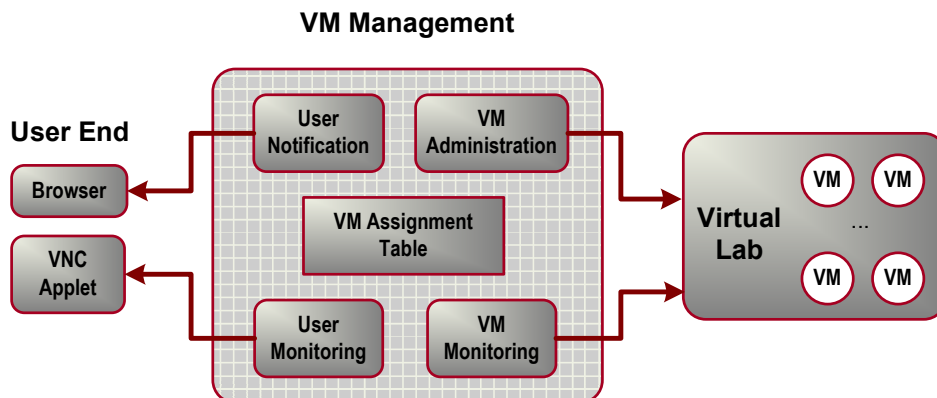 VM Management
User End
Browser
VNC
Applet
User
Notification
VM
Administration
VM Assignment
Table
User
Monitoring
VM
Monitoring
Virtual
Lab
VM VM
...
VM VM